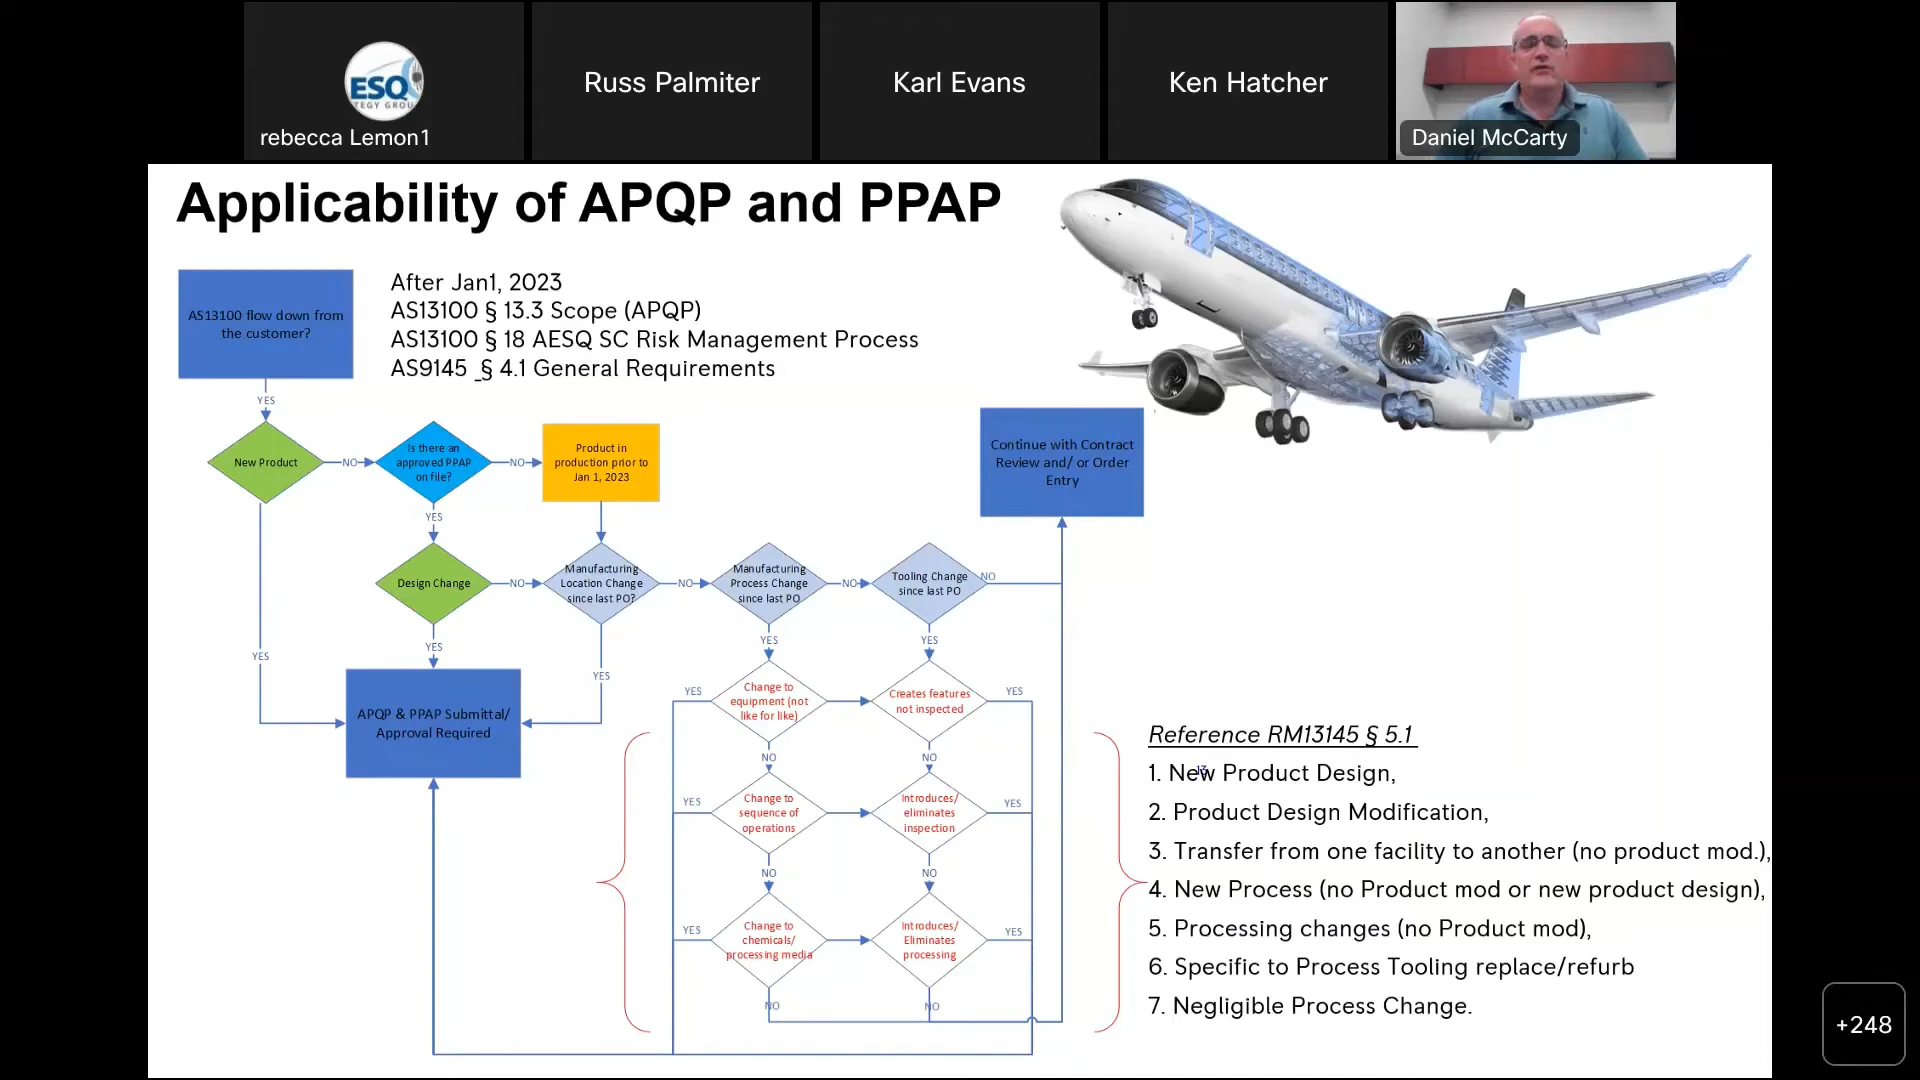 ESQ
TEGY GROU
rebecca Lemon1
Russ Palmiter
Karl Evans
Ken Hatcher
Daniel McCarty
Applicability of APQP and PPAP
AS13100 flow down from
the customer?
After Jan1, 2023
AS13100 § 13.3 Scope (APQP)
AS13100 § 18 AESQ SC Risk Management Process
AS9145 _§ 4.1 General Requirements
YES
New Product
NO
Is there an
approved PPAP
on file?
NO
Product in
production prior to
Jan 1, 2023
Continue with Contract
Review and/ or Order
Entry
YES
Design Change
NO
Manufacturing
Location Change
since last PO?
NO
Manufacturing
Process Change
since last PO
NO
Tooling Change
since last PO
NO
YES
YES
YES
YES
YES
APQP & PPAP Submittal/
Approval Required
YES
Change to
equipment (not
like for like)
Creates features
not inspected
YES
NO
NO
YES
Change to
sequence of
operations
Introduces/
eliminates
inspection
YES
NO
NO
YES
Change to
chemicals/
processing media
Introduces/
Eliminates
processing
YES
NO
NO
Reference RM13145 § 5.1
1. New Product Design,
13
2. Product Design Modification,
3. Transfer from one facility to another (no product mod.),
4. New Process (no Product mod or new product design),
5. Processing changes (no Product mod),
6. Specific to Process Tooling replace/refurb
7. Negligible Process Change.
+248